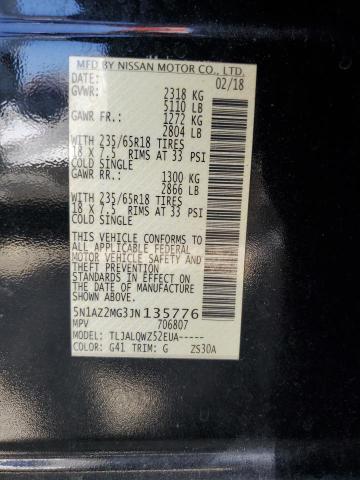 MFD BY NISSAN MOTOR CO., LTD.
DATE: 02/18
GVWR: 2318 KG
5110 LB
GAWR FR.: 1272 KG
2804 LB
WITH 235/65R18 TIRES
18 X 7.5 RIMS AT 33 PSI
COLD SINGLE
GAWR RR.: 1300 KG
2866 LB
WITH 235/65R18 TIRES
18 X 7.5 RIMS AT 33 PSI
COLD SINGLE
THIS VEHICLE CONFORMS TO
ALL APPLICABLE FEDERAL
MOTOR VEHICLE SAFETY AND
THEFT PREVENTION
STANDARDS IN EFFECT ON
THE DATE OF MANUFACTURE
SHOWN ABOVE.
5N1AZ2MG3JN135776
MPV 706807
MODEL: TLJALQWZ52EUA-----
COLOR: G41 TRIM: G ZS30A